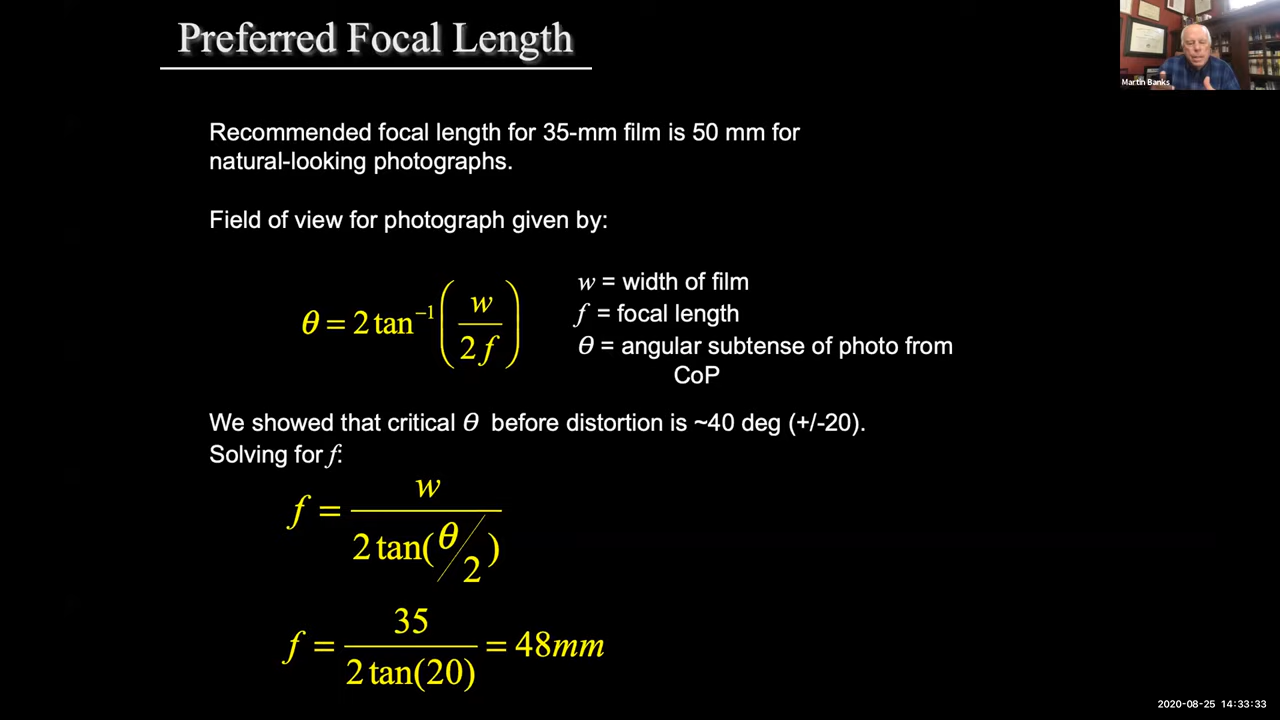 Preferred Focal Length
Martin Banks
Recommended focal length for 35-mm film is 50 mm for
natural-looking photographs.
Field of view for photograph given by:
θ = 2 tan⁻¹ ( w / 2 f )
w = width of film
f = focal length
θ = angular subtense of photo from
CoP
We showed that critical θ before distortion is ~40 deg (+/-20).
Solving for f:
f = w / 2 tan(θ/2)
f = 35 / 2 tan(20) = 48mm
2020-08-25 14:33:33